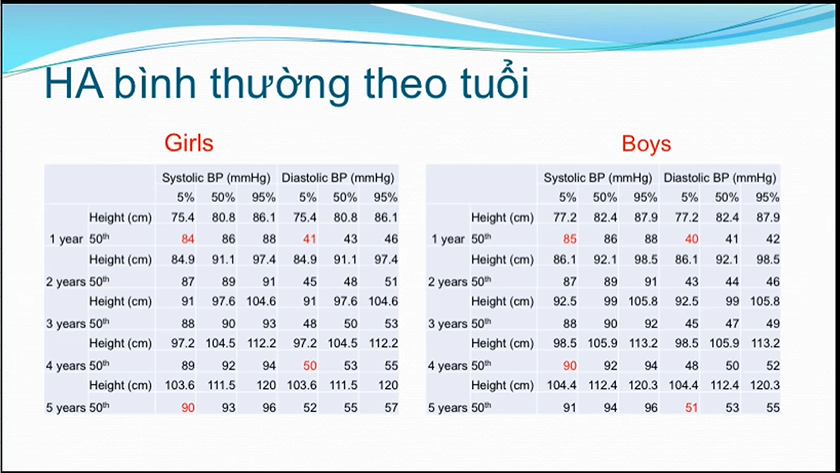 HA bình thường theo tuổi
Girls
Systolic BP (mmHg) Diastolic BP (mmHg)
5% 50% 95% 5% 50% 95%
Height (cm) 75.4 80.8 86.1 75.4 80.8 86.1
1 year 50th 84 86 88 41 43 46
Height (cm) 84.9 91.1 97.4 84.9 91.1 97.4
2 years 50th 87 89 91 45 48 51
Height (cm) 91 97.6 104.6 91 97.6 104.6
3 years 50th 88 90 93 48 50 53
Height (cm) 97.2 104.5 112.2 97.2 104.5 112.2
4 years 50th 89 92 94 50 53 55
Height (cm) 103.6 111.5 120 103.6 111.5 120
5 years 50th 90 93 96 52 55 57
Boys
Systolic BP (mmHg) Diastolic BP (mmHg)
5% 50% 95% 5% 50% 95%
Height (cm) 77.2 82.4 87.9 77.2 82.4 87.9
1 year 50th 85 86 88 40 41 42
Height (cm) 86.1 92.1 98.5 86.1 92.1 98.5
2 years 50th 87 89 91 43 44 46
Height (cm) 92.5 99 105.8 92.5 99 105.8
3 years 50th 88 90 92 45 47 49
Height (cm) 98.5 105.9 113.2 98.5 105.9 113.2
4 years 50th 90 92 94 48 50 52
Height (cm) 104.4 112.4 120.3 104.4 112.4 120.3
5 years 50th 91 94 96 51 53 55